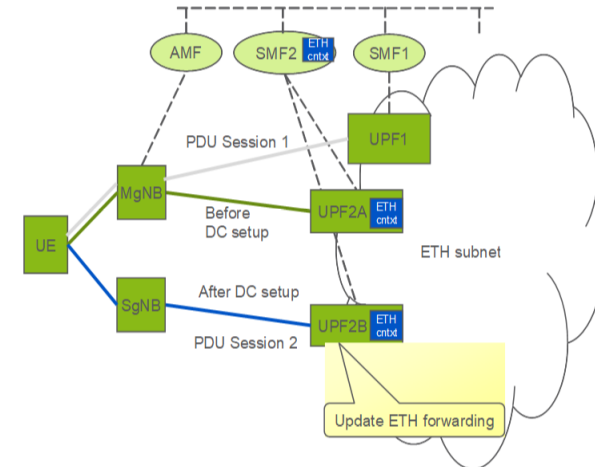 AMF
SMF2
ETH
cntxt
SMF1
PDU Session 1
UPF1
MgNB
Before
DC setup
UPF2A
ETH
cntxt
UE
ETH subnet
After DC setup
SgNB
UPF2B
ETH
cntxt
PDU Session 2
Update ETH forwarding